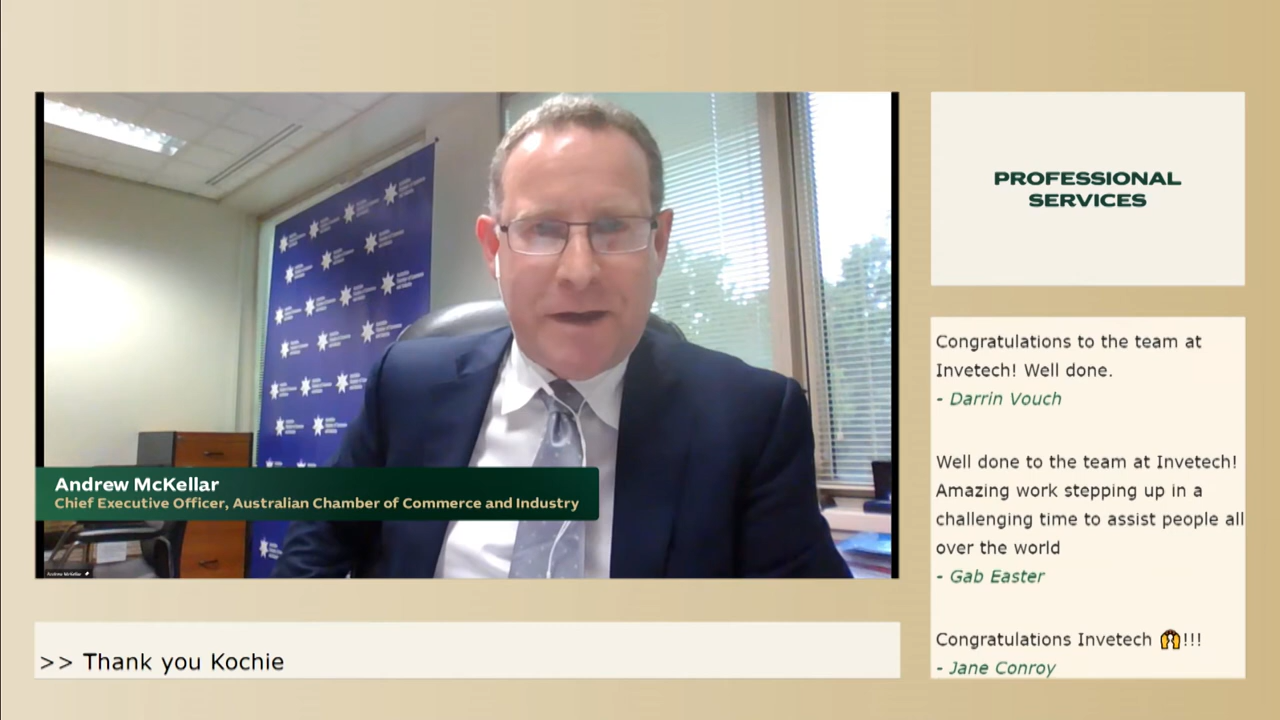 PROFESSIONAL
SERVICES
Andrew McKellar
Chief Executive Officer, Australian Chamber of Commerce and Industry
Andrew McKellar
>> Thank you Kochie
Congratulations to the team at
Invetech! Well done.
- Darrin Vouch
Well done to the team at Invetech!
Amazing work stepping up in a
challenging time to assist people all
over the world
- Gab Easter
Congratulations Invetech 🙌!!!
- Jane Conroy